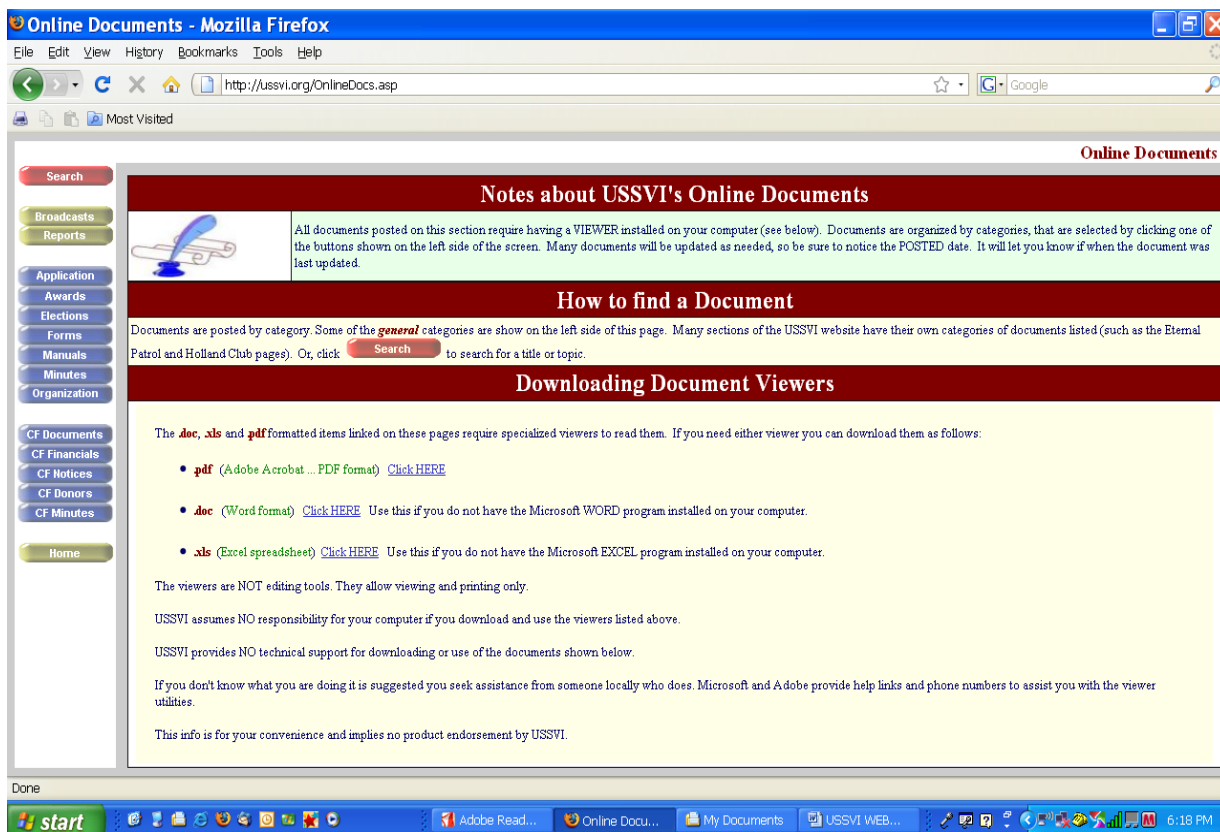 Online Documents - Mozilla Firefox
File Edit View History Bookmarks Tools Help
http://ussvi.org/OnlineDocs.asp
Google
Most Visited
Online Documents
Search
Broadcasts
Reports
Application
Awards
Elections
Forms
Manuals
Minutes
Organization
CF Documents
CF Financials
CF Notices
CF Donors
CF Minutes
Home
Notes about USSVI's Online Documents
All documents posted on this section require having a VIEWER installed on your computer (see below). Documents are organized by categories, that are selected by clicking one of
the buttons shown on the left side of the screen. Many documents will be updated as needed, so be sure to notice the POSTED date. It will let you know if when the document was
last updated.
How to find a Document
Documents are posted by category. Some of the general categories are show on the left side of this page. Many sections of the USSVI website have their own categories of documents listed (such as the Eternal
Patrol and Holland Club pages). Or, click Search to search for a title or topic.
Downloading Document Viewers
The .doc, .xls and .pdf formatted items linked on these pages require specialized viewers to read them. If you need either viewer you can download them as follows:
• .pdf (Adobe Acrobat ... PDF format) Click HERE
• .doc (Word format) Click HERE Use this if you do not have the Microsoft WORD program installed on your computer.
• .xls (Excel spreadsheet) Click HERE Use this if you do not have the Microsoft EXCEL program installed on your computer.
The viewers are NOT editing tools. They allow viewing and printing only.
USSVI assumes NO responsibility for your computer if you download and use the viewers listed above.
USSVI provides NO technical support for downloading or use of the documents shown below.
If you don't know what you are doing it is suggested you seek assistance from someone locally who does. Microsoft and Adobe provide help links and phone numbers to assist you with the viewer
utilities.
This info is for your convenience and implies no product endorsement by USSVI.
Done
start
Adobe Read...
Online Docu...
My Documents
USSVI WEB...
6:18 PM